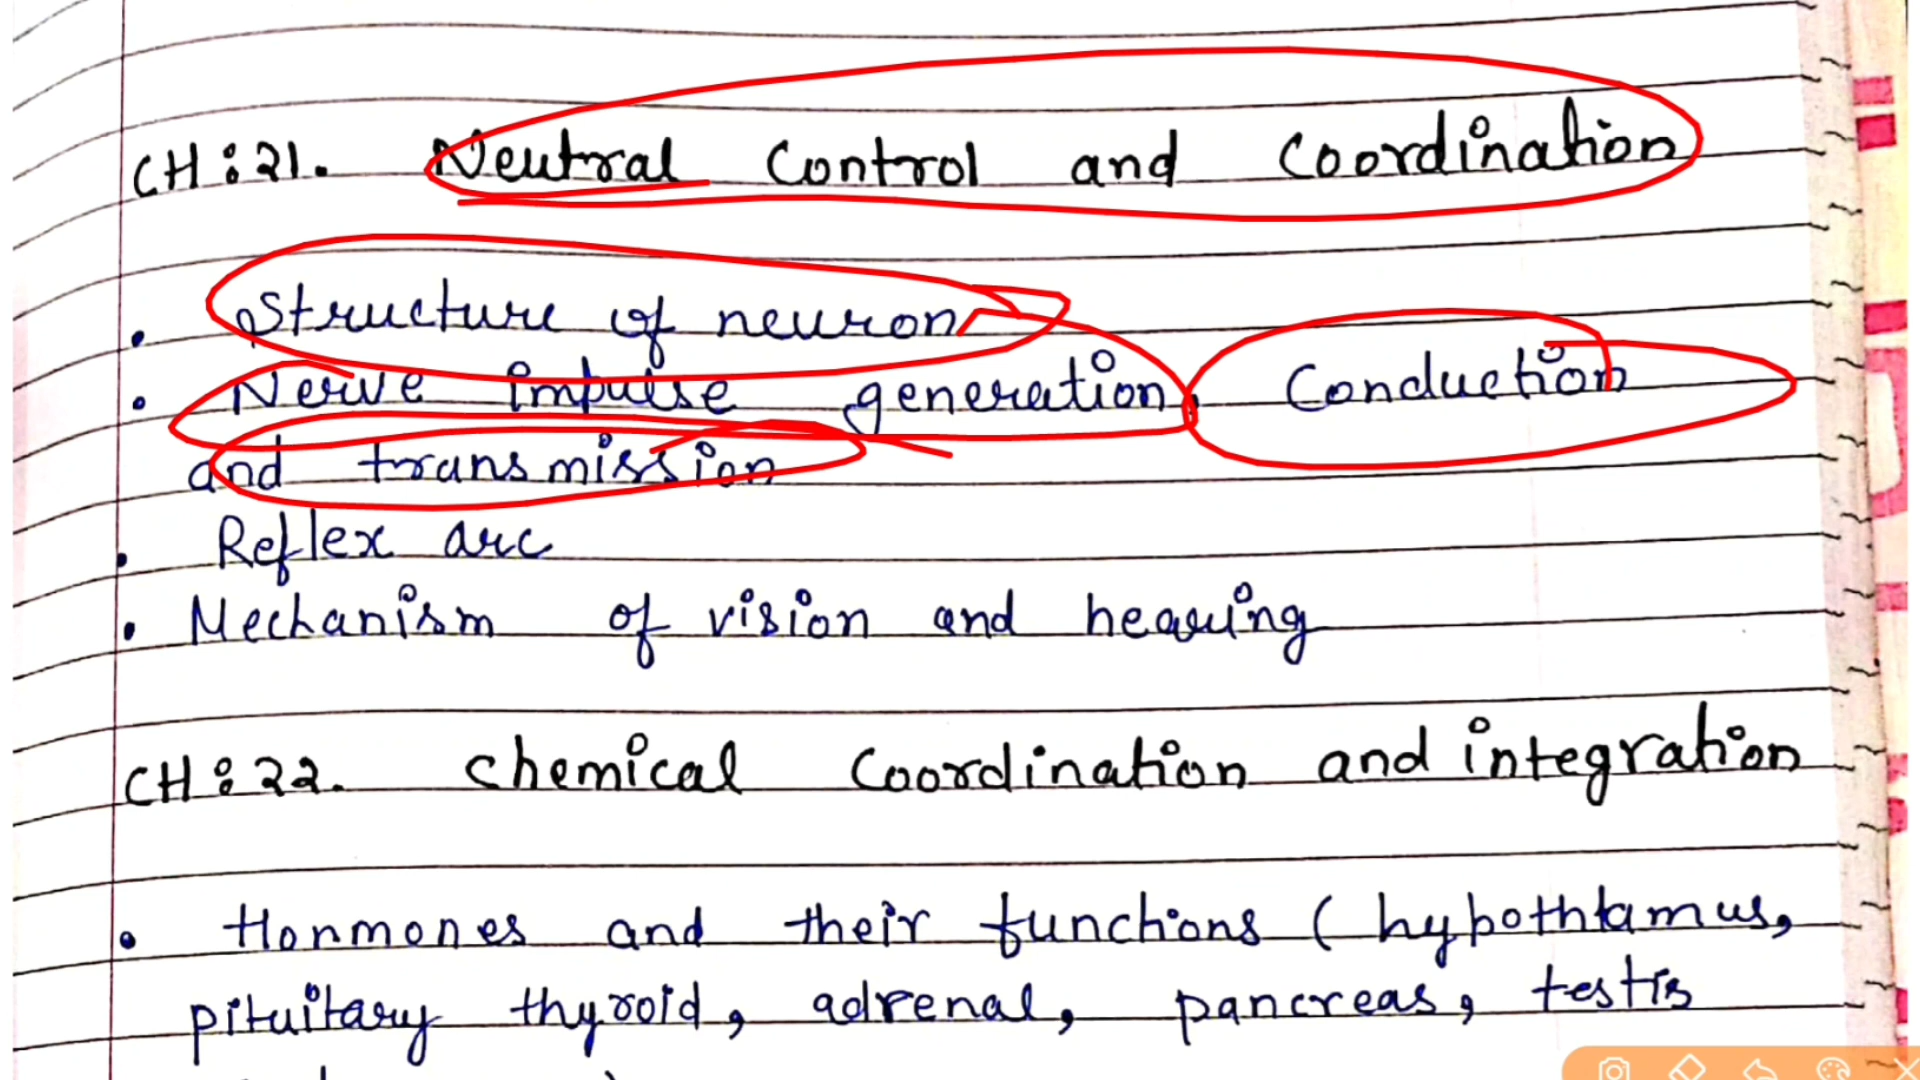 CH:21. Neutral Control and Coordination
• Structure of neuron
• Nerve impulse generation, Conduction
and transmission
• Reflex arc
• Mechanism of vision and hearing
CH:22. Chemical Coordination and integration
• Hormones and their functions (hypothlamus,
pituitary thyroid, adrenal, pancreas, testis